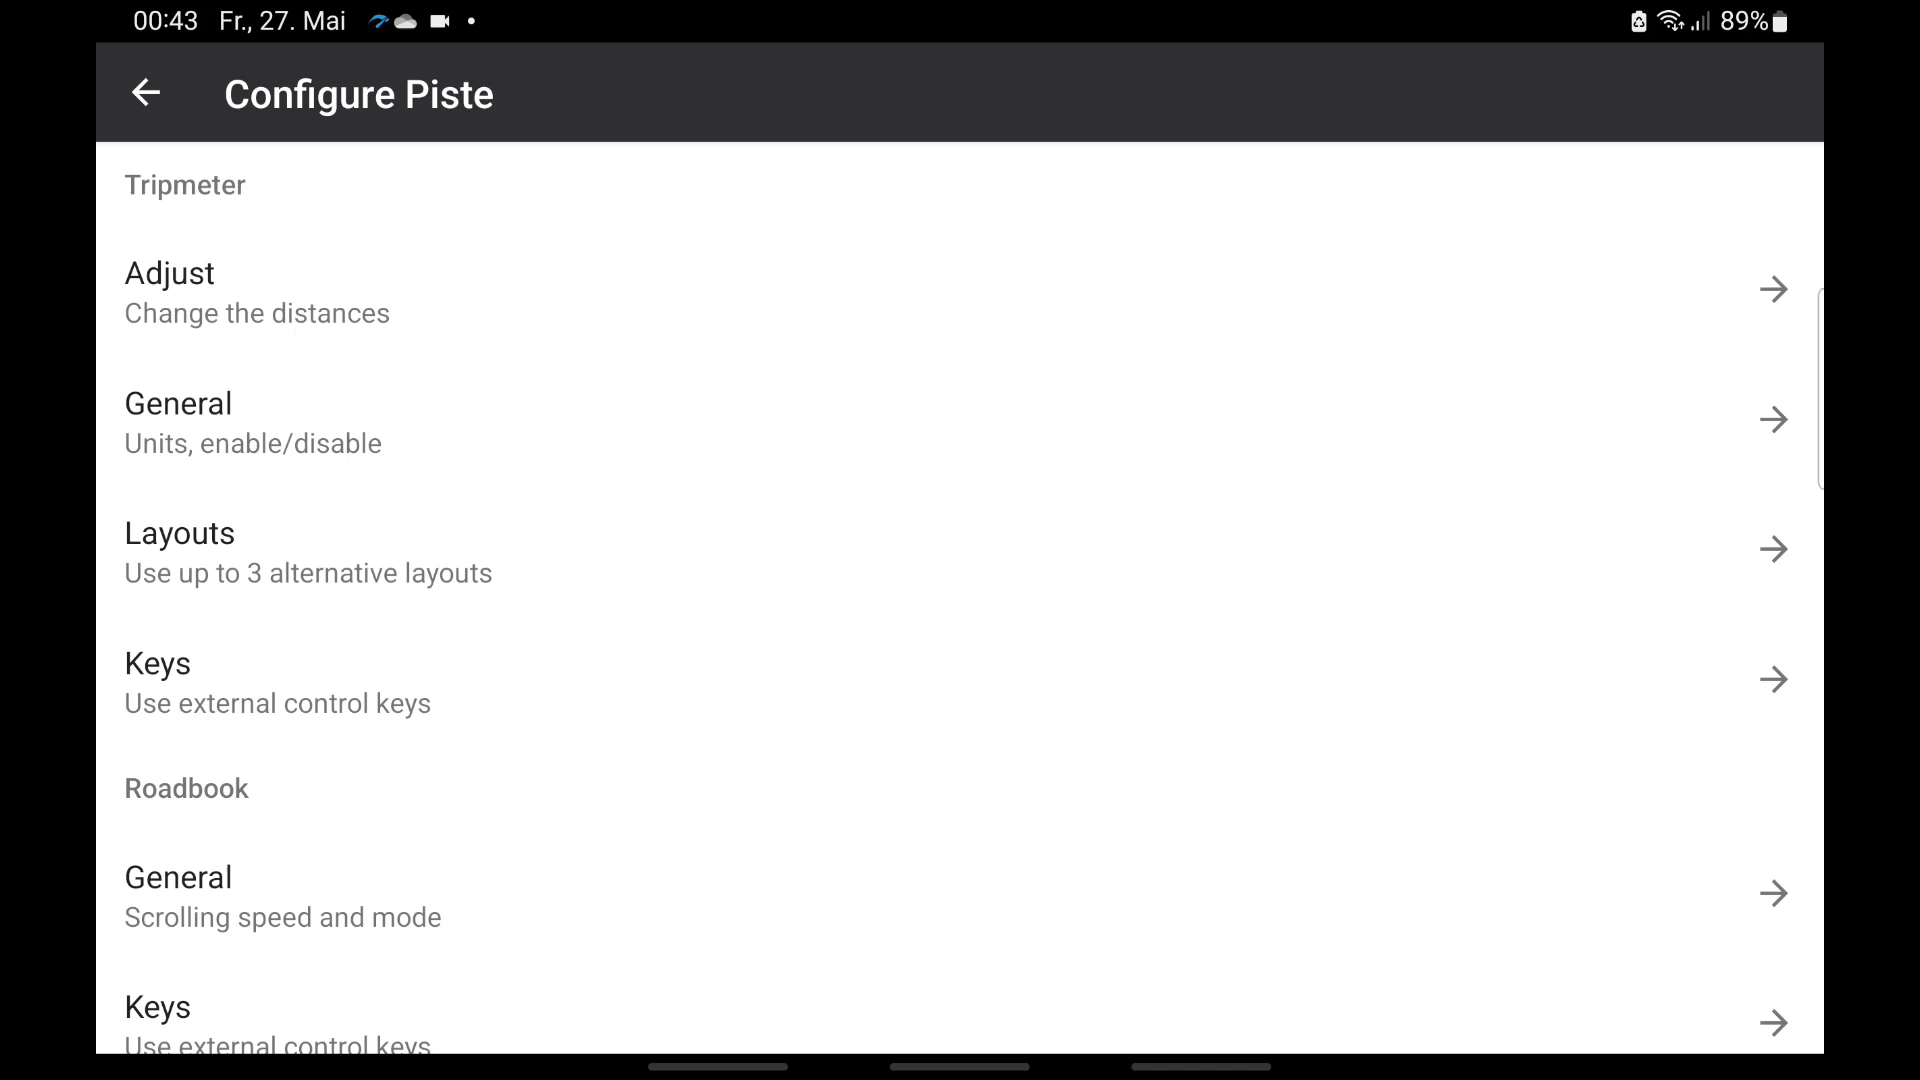 00:43 Fr., 27. Mai 89%
Configure Piste
Tripmeter
Adjust
Change the distances
General
Units, enable/disable
Layouts
Use up to 3 alternative layouts
Keys
Use external control keys
Roadbook
General
Scrolling speed and mode
Keys
Use external control keys